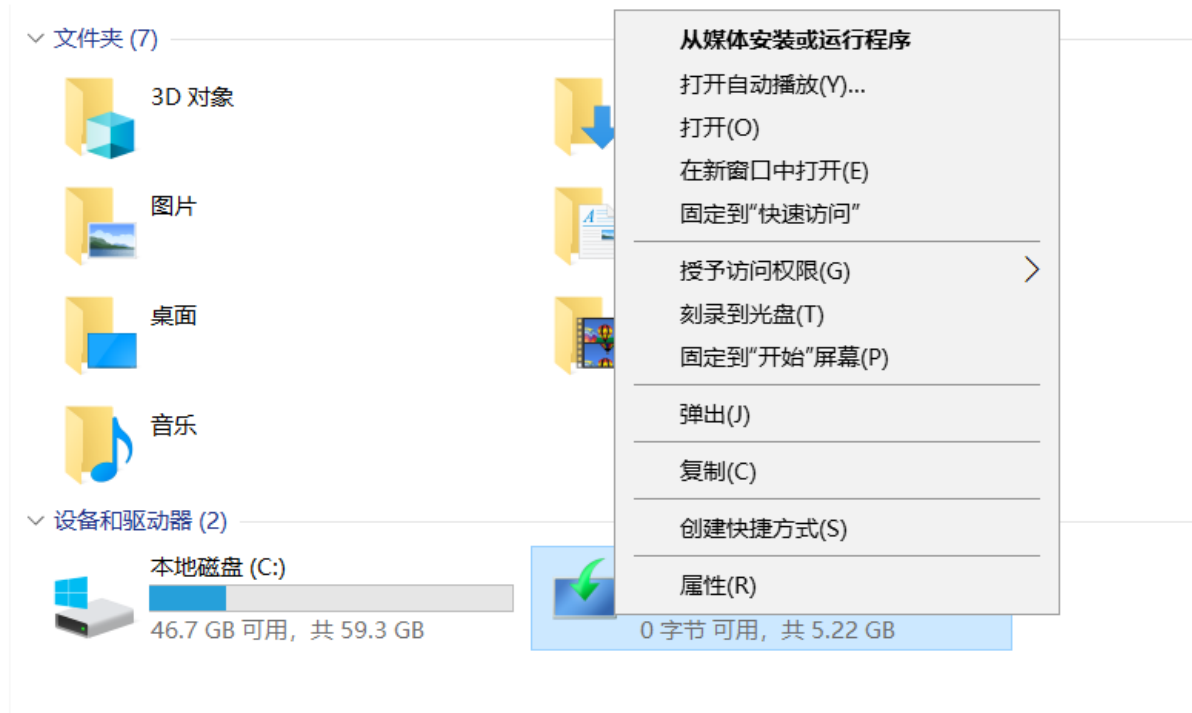 文件夹 (7)
3D 对象
图片
桌面
音乐
从媒体安装或运行程序
打开自动播放(Y)...
打开(O)
在新窗口中打开(E)
固定到“快速访问”
授予访问权限(G)
刻录到光盘(T)
固定到“开始”屏幕(P)
弹出(J)
复制(C)
创建快捷方式(S)
属性(R)
设备和驱动器 (2)
本地磁盘 (C:)
46.7 GB 可用，共 59.3 GB
0 字节 可用，共 5.22 GB